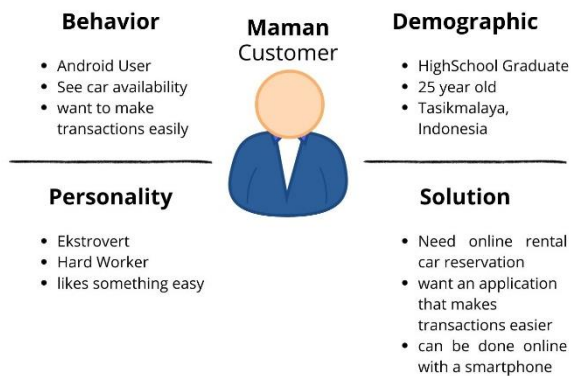 Behavior
• Android User
• See car availability
• want to make
transactions easily
Maman
Customer
Demographic
• HighSchool Graduate
• 25 year old
• Tasikmalaya,
Indonesia
Personality
• Ekstrovert
• Hard Worker
• likes something easy
Solution
• Need online rental
car reservation
• want an application
that makes
transactions easier
• can be done online
with a smartphone